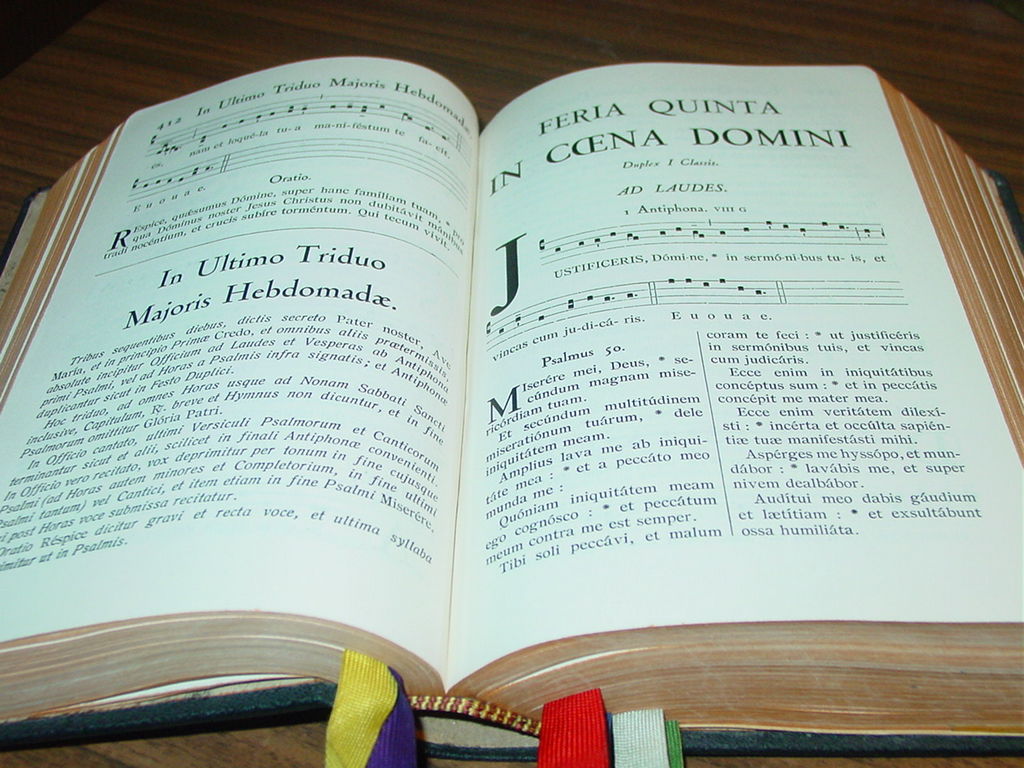 412 In Ultimo Triduo Majoris Hebdomadæ
es, nam et loqué-la tu-a ma-ni-féstum te fa-cit.
E u o u a e.
Oratio.
REspice, quǽsumus Dómine, super hanc famíliam tuam, * pro
qua Dóminus noster Jesus Christus non dubitávit mánibus
tradi nocéntium, et crucis subíre torméntum. Qui tecum vivit.
In Ultimo Triduo
Majoris Hebdomadæ.
Tribus sequentibus diebus, dictis secreto Pater noster, Ave
María, et in principio Primæ Credo, et omnibus aliis prætermissis,
absolute incipitur Officium ad Laudes et Vesperas ab Antiphona
primi Psalmi, vel ad Horas a Psalmis infra signatis; et Antiphonæ
duplicantur sicut in Festo Duplici.
Hoc triduo, ad omnes Horas usque ad Nonam Sabbati Sancti
inclusive, Capitulum, R. breve et Hymnus non dicuntur, et in fine
Psalmorum omittitur Glória Patri.
In Officio cantato, ultimi Versiculi Psalmorum et Canticorum
terminantur sicut et alii, scilicet in finali Antiphonæ convenienti.
In Officio vero recitato, vox deprimitur per tonum in fine cujusque
Psalmi (ad Horas autem minores et Completorium, in fine ultimi
Psalmi tantum) vel Cantici, et item etiam in fine Psalmi Miserére,
qui post Horas voce submissa recitatur.
Oratio Réspice dicitur gravi et recta voce, et ultima syllaba
imitur ut in Psalmis.
FERIA QUINTA
IN CŒNA DOMINI
Duplex I Classis.
AD LAUDES.
1 Antiphona. VIII G
JUSTIFICERIS, Dómi-ne, * in sermó-ni-bus tu-is, et
vincas cum ju-di-cá-ris. E u o u a e.
Psalmus 50.
MIserére mei, Deus, * se-
cúndum magnam mise-
ricórdiam tuam.
Et secúndum multitúdinem
miseratiónum tuárum, * dele
iniquitátem meam.
Amplius lava me ab iniqui-
táte mea : * et a peccáto meo
munda me :
Quóniam iniquitátem meam
ego cognósco : * et peccátum
meum contra me est semper.
Tibi soli peccávi, et malum
coram te feci : * ut justificéris
in sermónibus tuis, et vincas
cum judicáris.
Ecce enim in iniquitátibus
concéptus sum : * et in peccátis
concépit me mater mea.
Ecce enim veritátem dilexí-
sti : * incérta et occúlta sapién-
tiæ tuæ manifestásti mihi.
Aspérges me hyssópo, et mun-
dábor : * lavábis me, et super
nivem dealbábor.
Audítui meo dabis gáudium
et lætítiam : * et exsultábunt
ossa humiliáta.